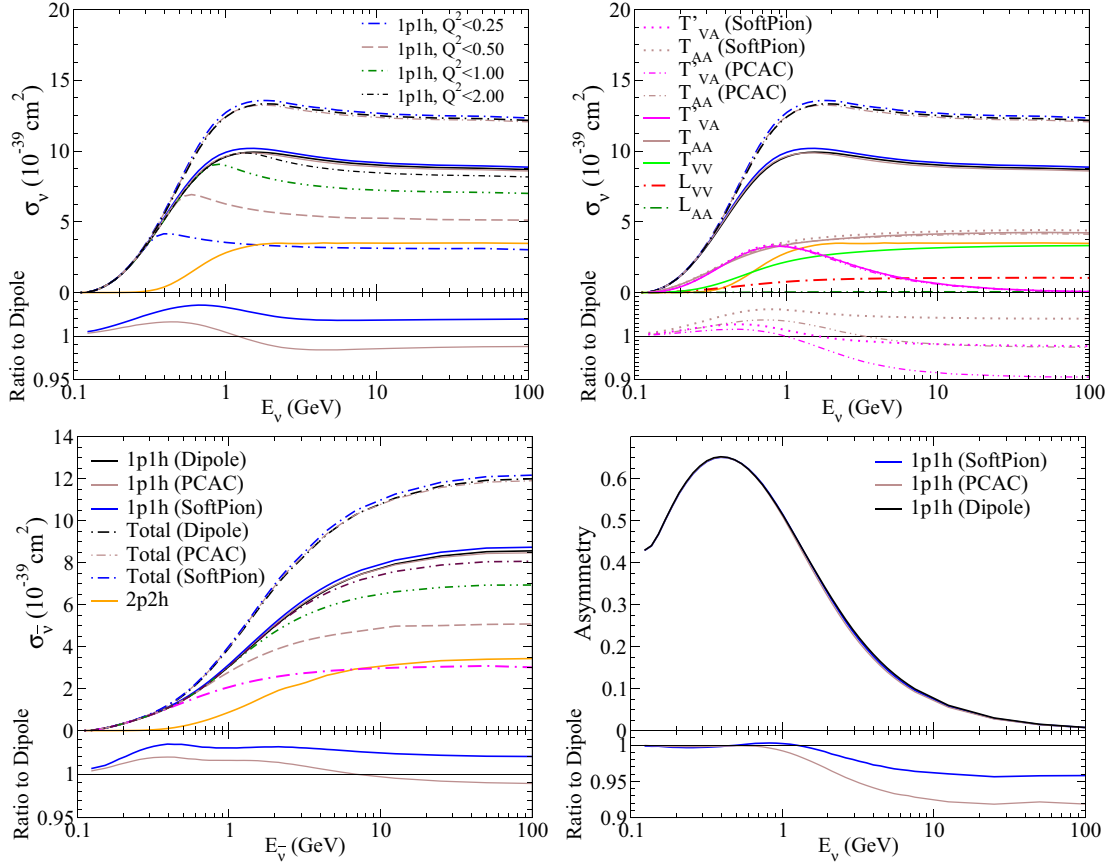 20
15
10
5
0
σν (10-39 cm2)
1p1h, Q2<0.25
1p1h, Q2<0.50
1p1h, Q2<1.00
1p1h, Q2<2.00
Ratio to Dipole
1
0.95
0.1 1 10 100
Eν (GeV)
20
15
10
5
0
σν (10-39 cm2)
T'VA (SoftPion)
TAA (SoftPion)
T'VA (PCAC)
TAA (PCAC)
T'VA
TAA
TVV
LVV
LAA
Ratio to Dipole
1
0.9
0.1 1 10 100
Eν (GeV)
14
12
10
8
6
4
2
0
σν̅ (10-39 cm2)
1p1h (Dipole)
1p1h (PCAC)
1p1h (SoftPion)
Total (Dipole)
Total (PCAC)
Total (SoftPion)
2p2h
Ratio to Dipole
1
0.95
0.1 1 10 100
Eν̅ (GeV)
0.6
0.5
0.4
0.3
0.2
0.1
0
Asymmetry
1p1h (SoftPion)
1p1h (PCAC)
1p1h (Dipole)
Ratio to Dipole
1
0.95
0.9
0.1 1 10 100
Eν (GeV)